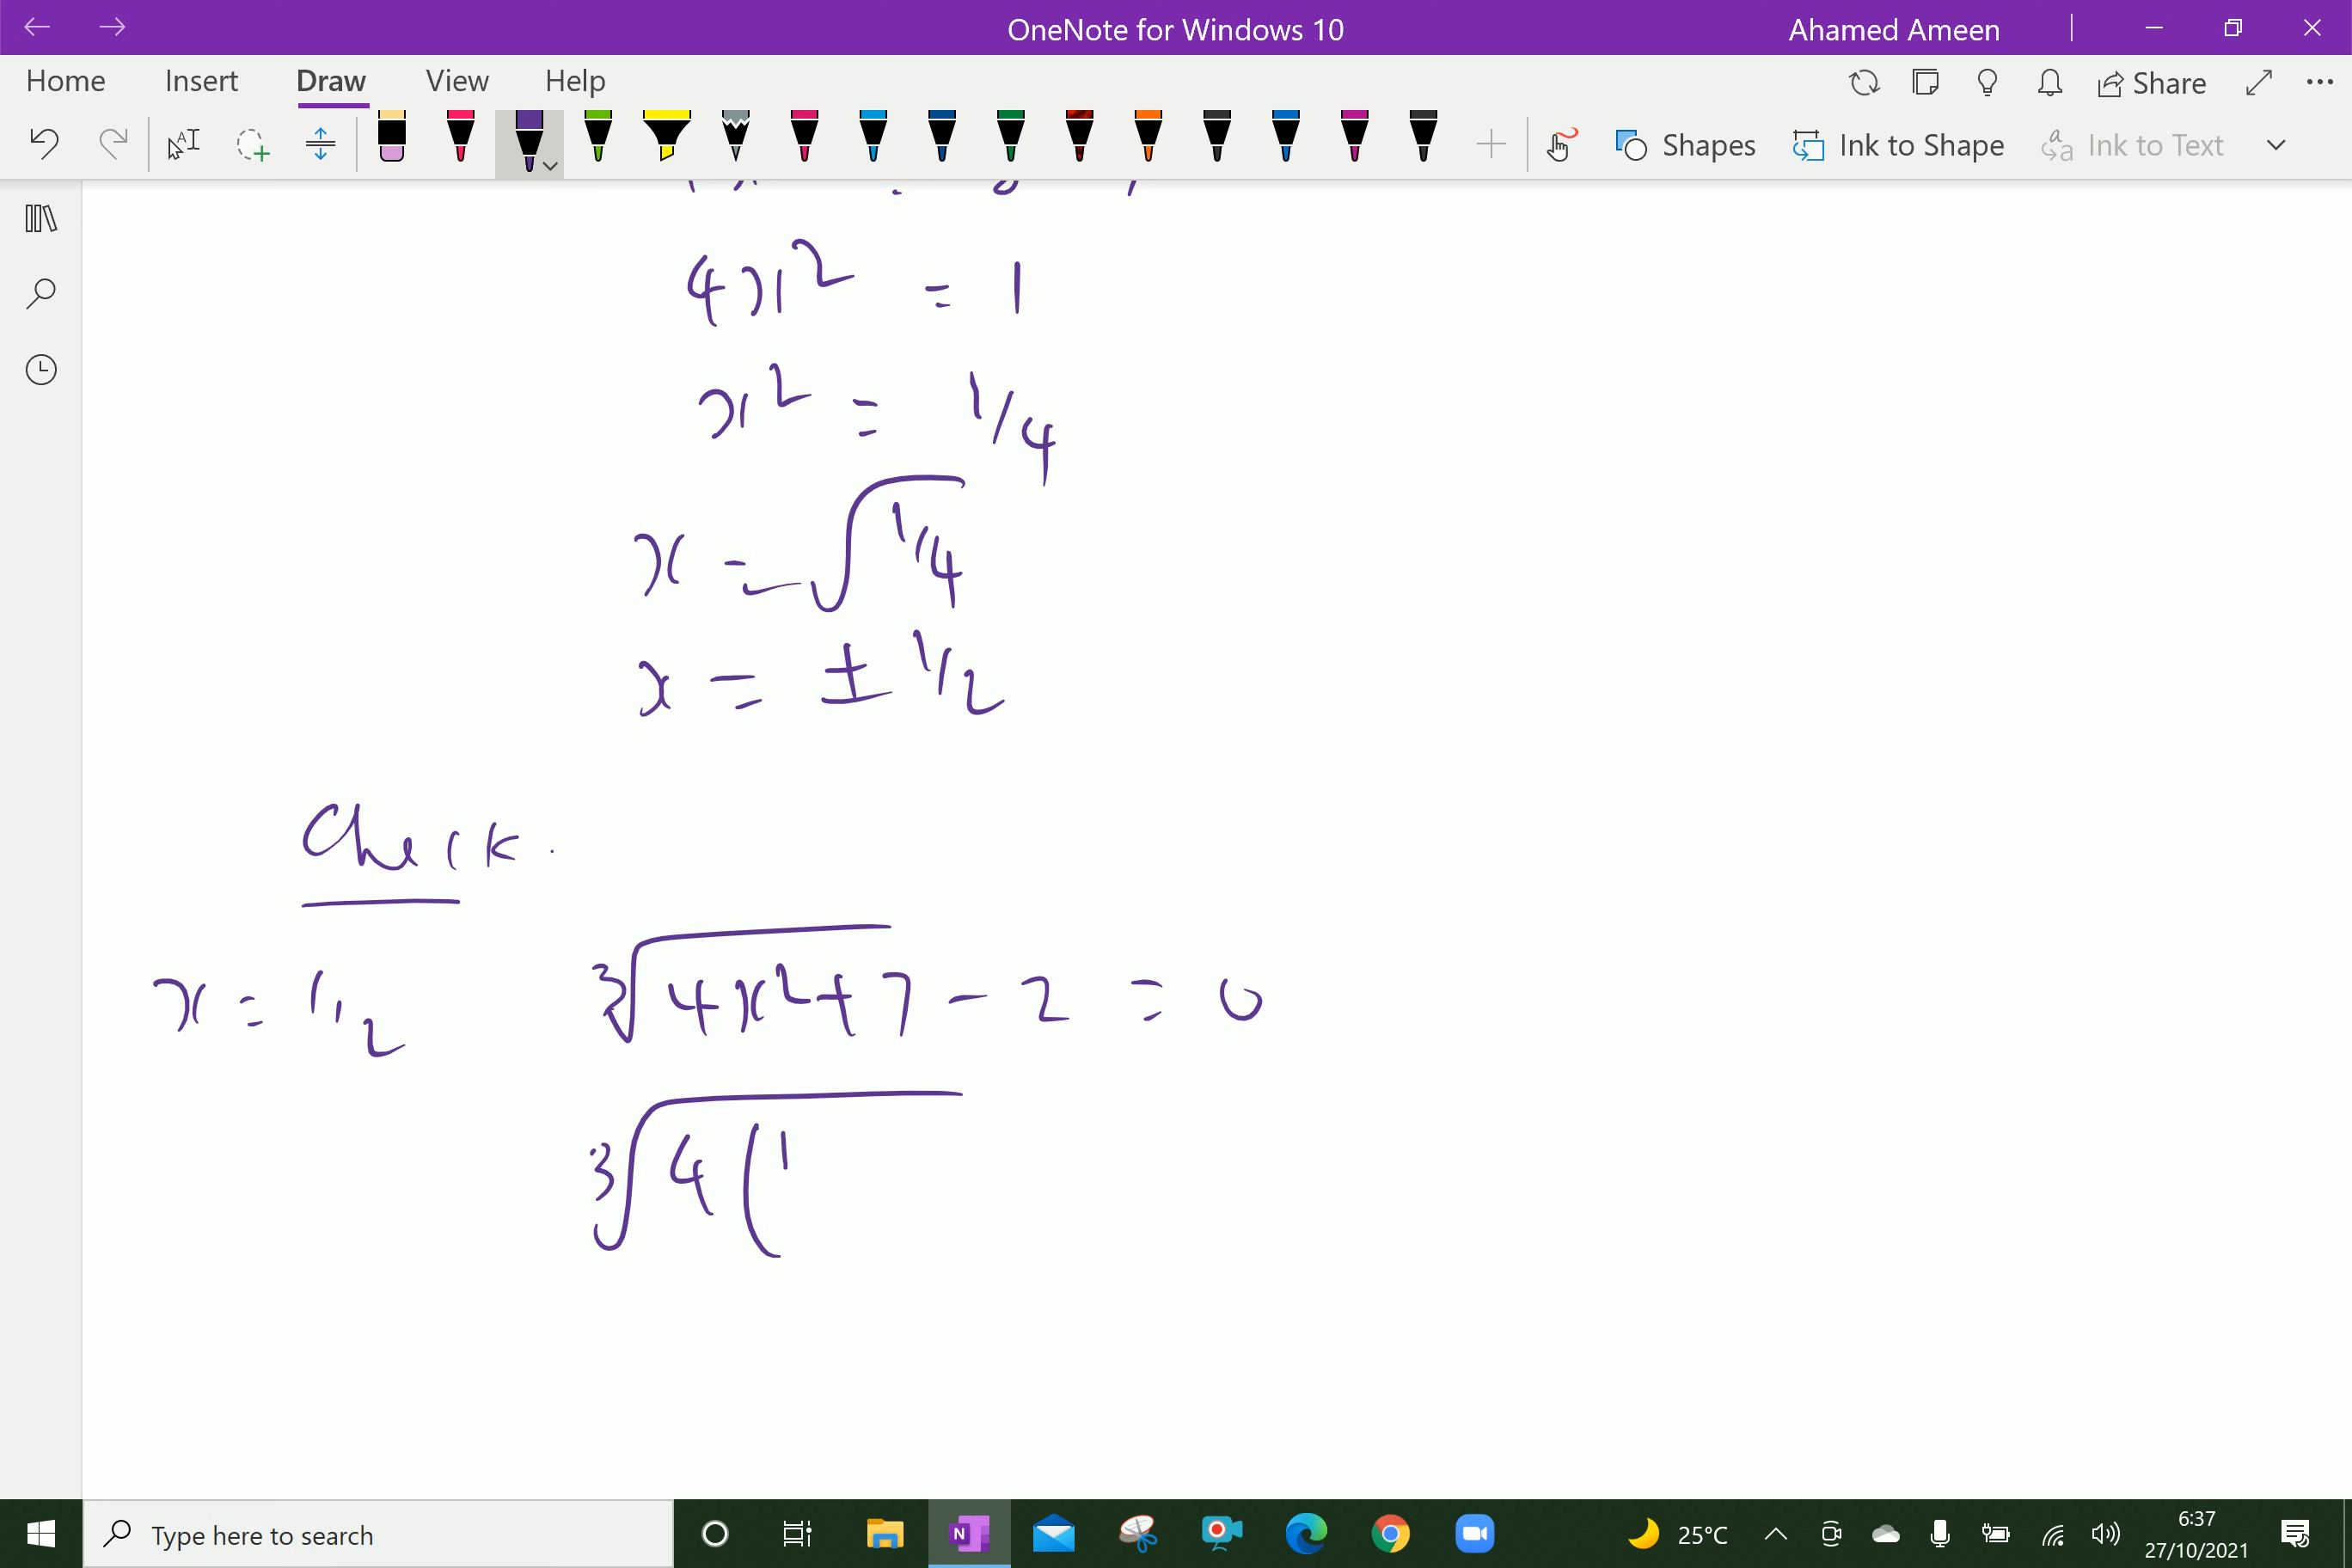 OneNote for Windows 10
Ahamed Ameen
Home Insert Draw View Help
Share
Shapes Ink to Shape Ink to Text
4x² = 1
x² = 1/4
x = √1/4
x = ± 1/2
Check.
x = 1/2 ∛4x²+7 - 2 = 0
∛4(1
Type here to search
25°C
6:37
27/10/2021